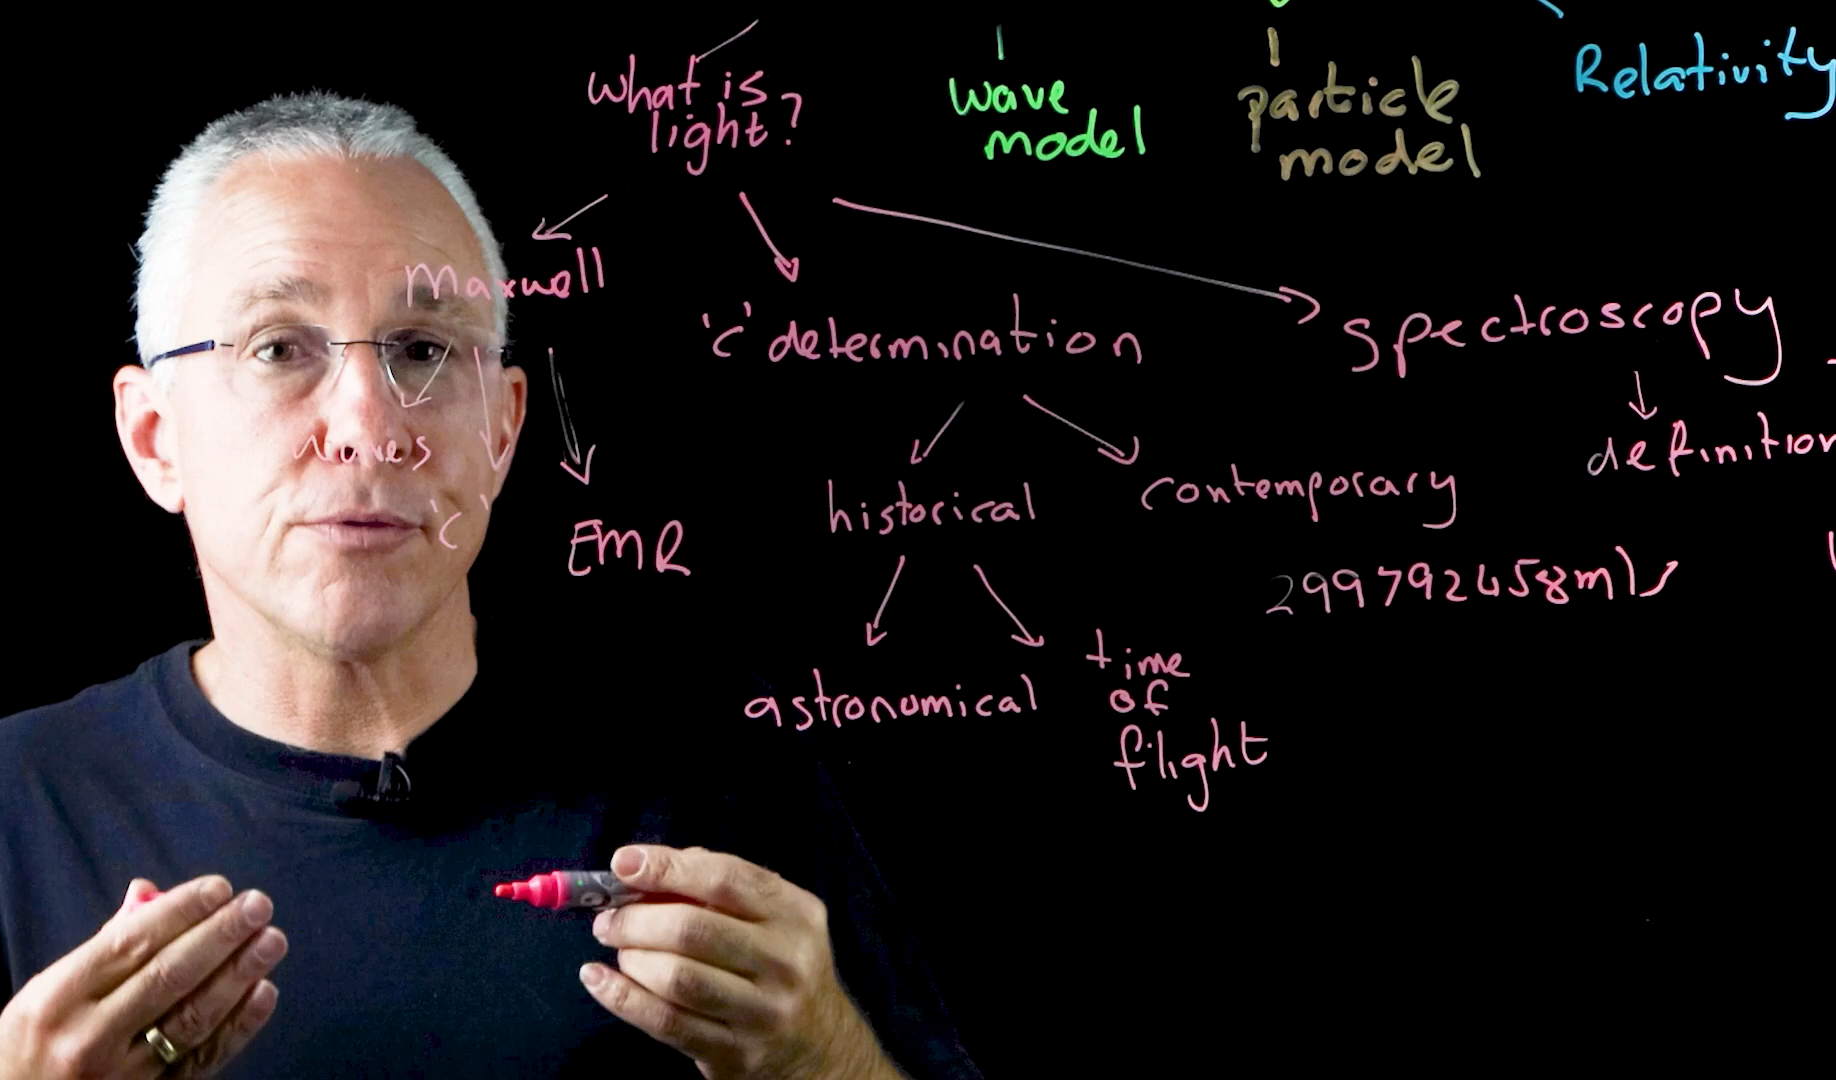 what is
light?
wave
model
particle
model
Relativity
Maxwell
'c' determination
spectroscopy
waves
'c'
EMR
historical
contemporary
definition
299792458m/s
astronomical
time
of
flight